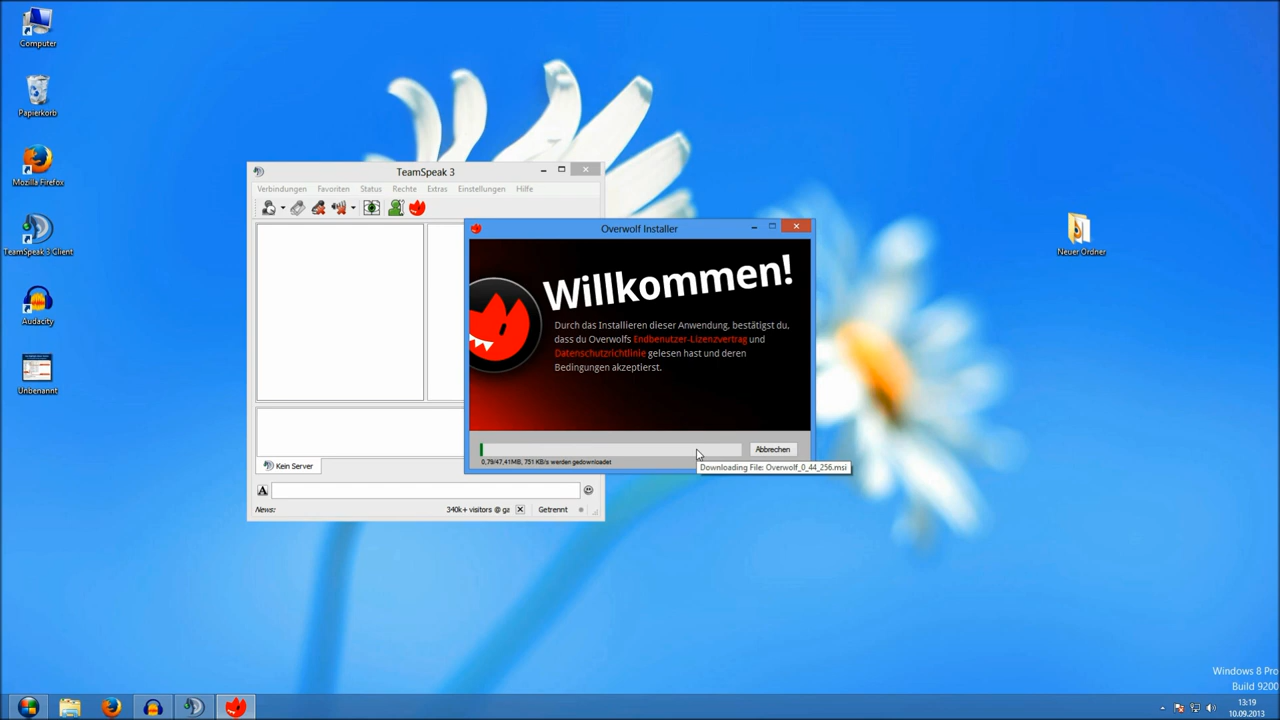 Computer
Papierkorb
Mozilla Firefox
TeamSpeak 3 Client
Audacity
Unbenannt
TeamSpeak 3
Verbindungen Favoriten Status Rechte Extras Einstellungen Hilfe
Kein Server
News: 340k+ visitors @ ga Getrennt
Overwolf Installer
Willkommen!
Durch das Installieren dieser Anwendung, bestätigst du,
dass du Overwolfs Endbenutzer-Lizenzvertrag und
Datenschutzrichtlinie gelesen hast und deren
Bedingungen akzeptierst.
Abbrechen
0,79/47,41MB, 751 KB/s werden gedownloadet
Downloading File: Overwolf_0_44_256.msi
Neuer Ordner
Windows 8 Pro
Build 9200
13:19
10.09.2013